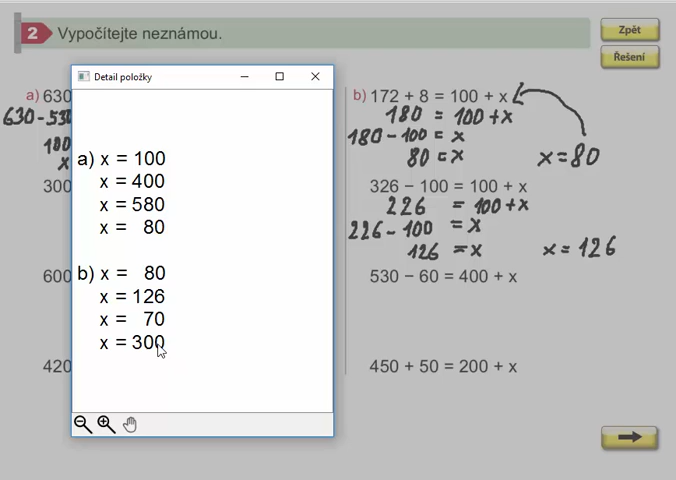 2 Vypočítejte neznámou.
Zpět
Řešení
Detail položky
a) 630
630 - 530
100
x
300
600
420
a) x = 100
x = 400
x = 580
x = 80
b) x = 80
x = 126
x = 70
x = 300
b) 172 + 8 = 100 + x
180 = 100 + x
180 - 100 = x
80 = x x = 80
326 − 100 = 100 + x
226 = 100 + x
226 - 100 = x
126 = x x = 126
530 − 60 = 400 + x
450 + 50 = 200 + x